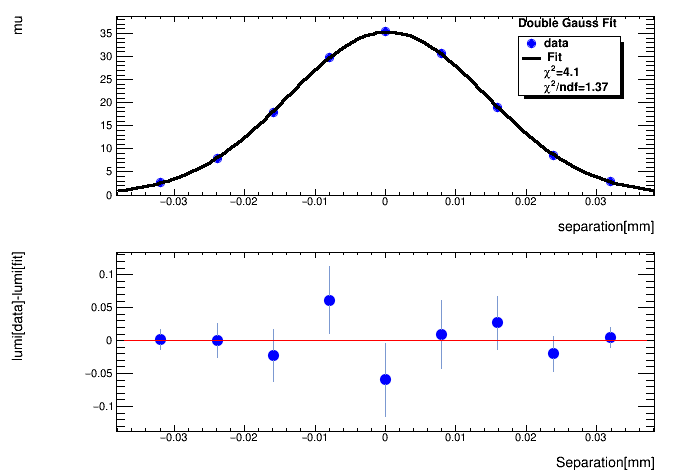 mu
Double Gauss Fit
data
Fit
χ²=4.1
χ²/ndf=1.37
35
30
25
20
15
10
5
0
−0.03 −0.02 −0.01 0 0.01 0.02 0.03
separation[mm]
lumi[data]-lumi[fit]
0.1
0.05
0
−0.05
−0.1
−0.03 −0.02 −0.01 0 0.01 0.02 0.03
Separation[mm]